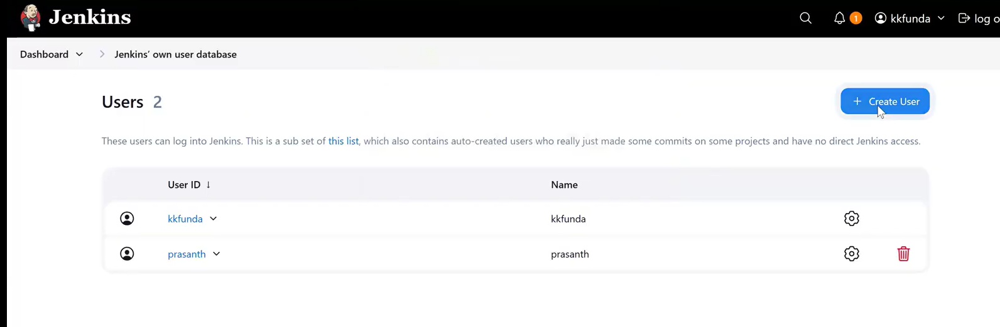 Jenkins
1 kkfunda log o
Dashboard Jenkins’ own user database
Users 2
+ Create User
These users can log into Jenkins. This is a sub set of this list, which also contains auto-created users who really just made some commits on some projects and have no direct Jenkins access.
User ID ↓ Name
kkfunda kkfunda
prasanth prasanth